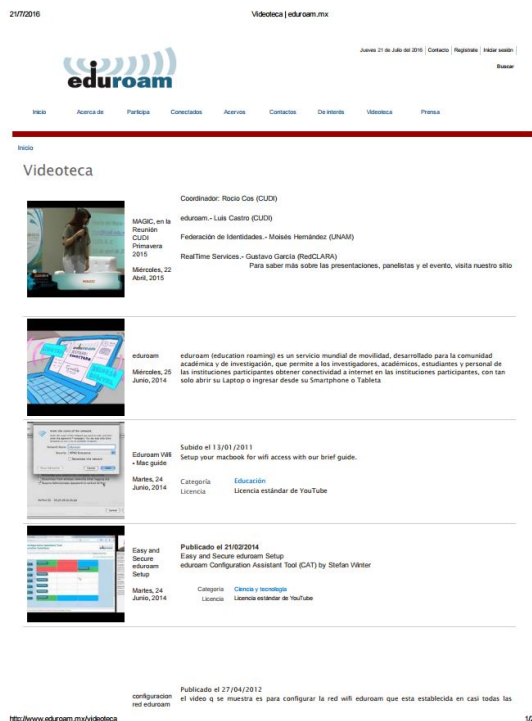 21/7/2016
Videoteca | eduroam.mx
Jueves 21 de Julio del 2016 | Contacto | Registrate | Iniciar sesión
Buscar
eduroam
Inicio Acerca de Participa Conectados Acervos Contactos De interés Videoteca Prensa
Inicio
Videoteca
MAGIC, en la
Reunión
CUDI
Primavera
2015
Miércoles, 22
Abril, 2015
Coordinador: Rocio Cos (CUDI)
eduroam.- Luis Castro (CUDI)
Federación de Identidades.- Moisés Hernández (UNAM)
RealTime Services.- Gustavo García (RedCLARA)
Para saber más sobre las presentaciones, panelistas y el evento, visita nuestro sitio
eduroam
Miércoles, 25
Junio, 2014
eduroam (education roaming) es un servicio mundial de movilidad, desarrollado para la comunidad
académica y de investigación, que permite a los investigadores, académicos, estudiantes y personal de
las instituciones participantes obtener conectividad a internet en las instituciones participantes, con tan
solo abrir su Laptop o ingresar desde su Smartphone o Tableta
Eduroam Wifi
- Mac guide
Martes, 24
Junio, 2014
Subido el 13/01/2011
Setup your macbook for wifi access with our brief guide.
Categoría Educación
Licencia Licencia estándar de YouTube
Easy and
Secure
eduroam
Setup
Martes, 24
Junio, 2014
Publicado el 21/02/2014
Easy and Secure eduroam Setup
eduroam Configuration Assistant Tool (CAT) by Stefan Winter
Categoría Ciencia y tecnología
Licencia Licencia estándar de YouTube
configuracion
red eduroam
Publicado el 27/04/2012
el video q se muestra es para configurar la red wifi eduroam que esta establecida en casi todas las
http://www.eduroam.mx/videoteca